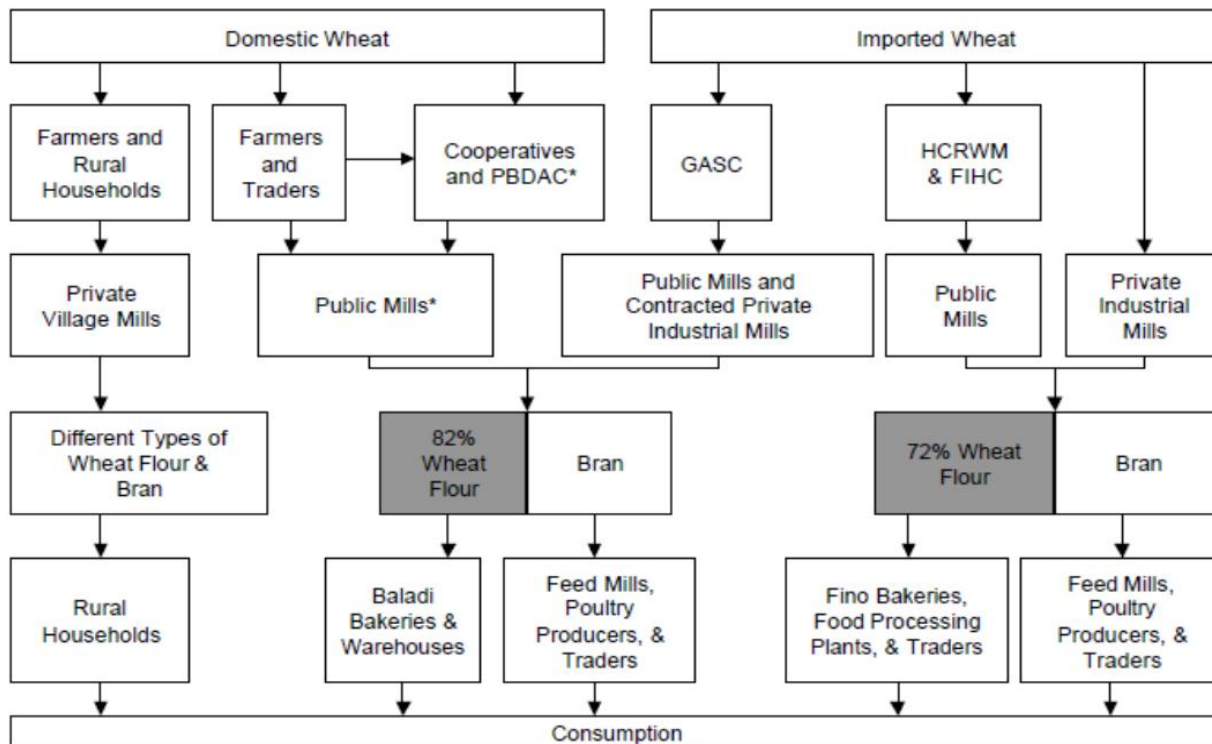 Domestic Wheat
Imported Wheat
Farmers and
Rural
Households
Farmers
and
Traders
Cooperatives
and PBDAC*
GASC
HCRWM
& FIHC
Private
Village Mills
Public Mills*
Public Mills and
Contracted Private
Industrial Mills
Public
Mills
Private
Industrial
Mills
Different Types of
Wheat Flour &
Bran
82%
Wheat
Flour
Bran
72% Wheat
Flour
Bran
Rural
Households
Baladi
Bakeries &
Warehouses
Feed Mills,
Poultry
Producers, &
Traders
Fino Bakeries,
Food Processing
Plants, & Traders
Feed Mills,
Poultry
Producers, &
Traders
Consumption